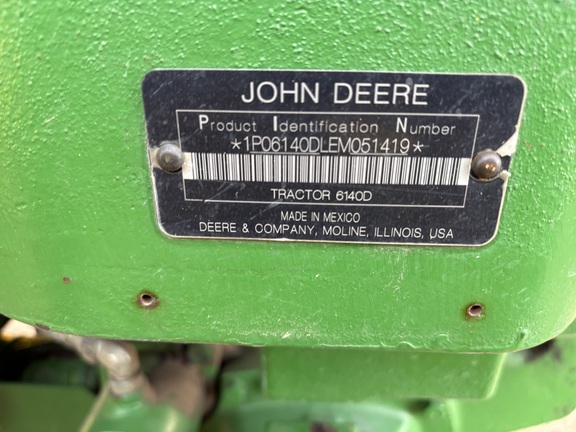 JOHN DEERE
Product Identification Number
*1P06140DLEM051419*
TRACTOR 6140D
MADE IN MEXICO
DEERE & COMPANY, MOLINE, ILLINOIS, USA